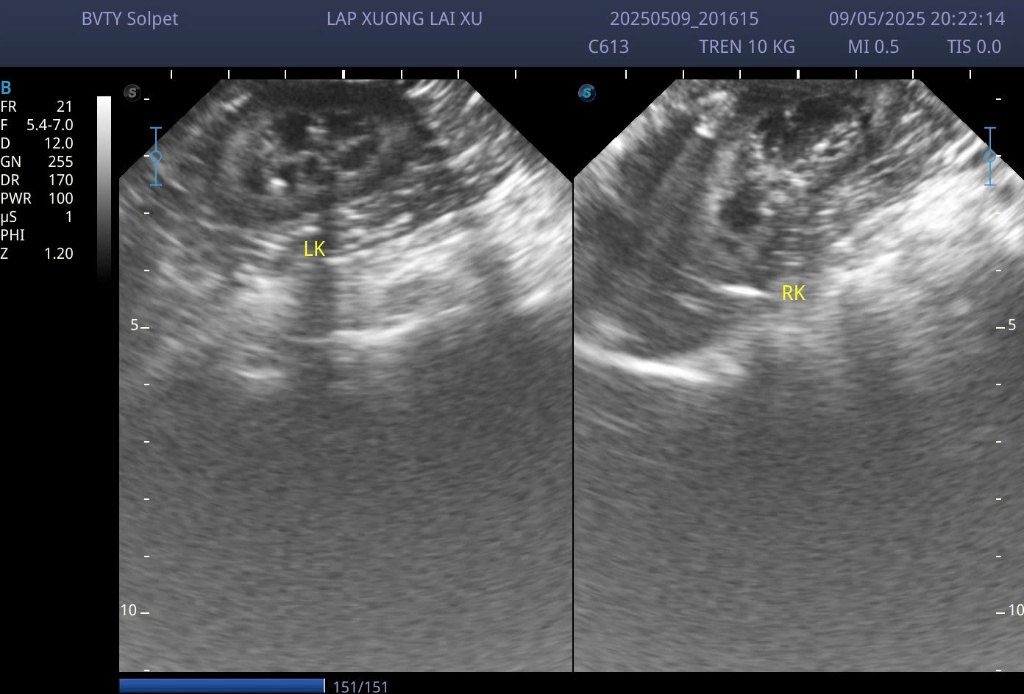 BVTY Solpet LAP XUONG LAI XU 20250509_201615 09/05/2025 20:22:14
C613 TREN 10 KG MI 0.5 TIS 0.0
B
FR 21
F 5.4-7.0
D 12.0
GN 255
DR 170
PWR 100
µS 1
PHI
Z 1.20
S
S
LK
RK
5
5
10
10
151/151